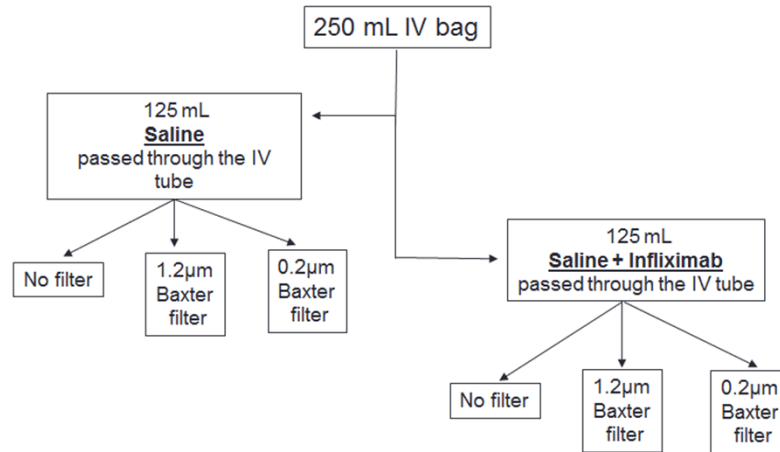 250 mL IV bag
125 mL
Saline
passed through the IV
tube
No filter
1.2µm
Baxter
filter
0.2µm
Baxter
filter
125 mL
Saline + Infliximab
passed through the IV tube
No filter
1.2µm
Baxter
filter
0.2µm
Baxter
filter